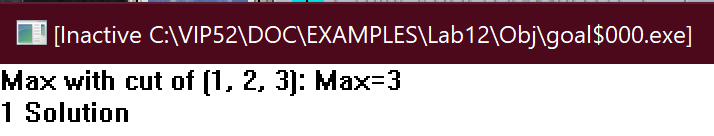 [Inactive C:\VIP52\DOC\EXAMPLES\Lab12\Obj\goal$000.exe]
Max with cut of (1, 2, 3): Max=3
1 Solution